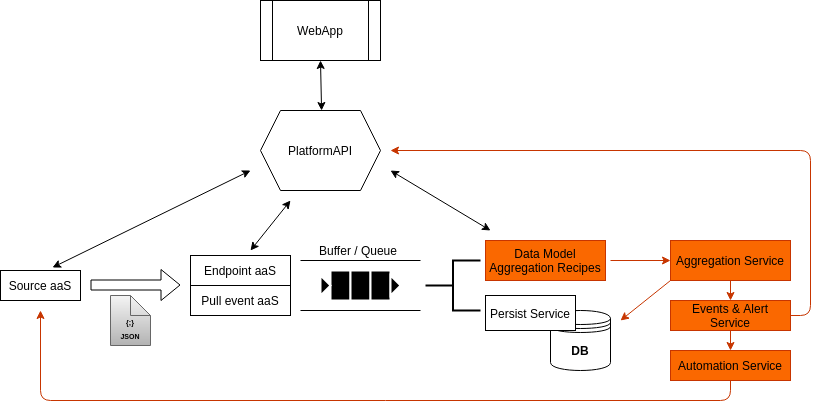 WebApp
PlatformAPI
Buffer / Queue
Data Model
Aggregation Recipes
Aggregation Service
Endpoint aaS
Source aaS
Pull event aaS
{;}
JSON
Persist Service
DB
Events & Alert
Service
Automation Service